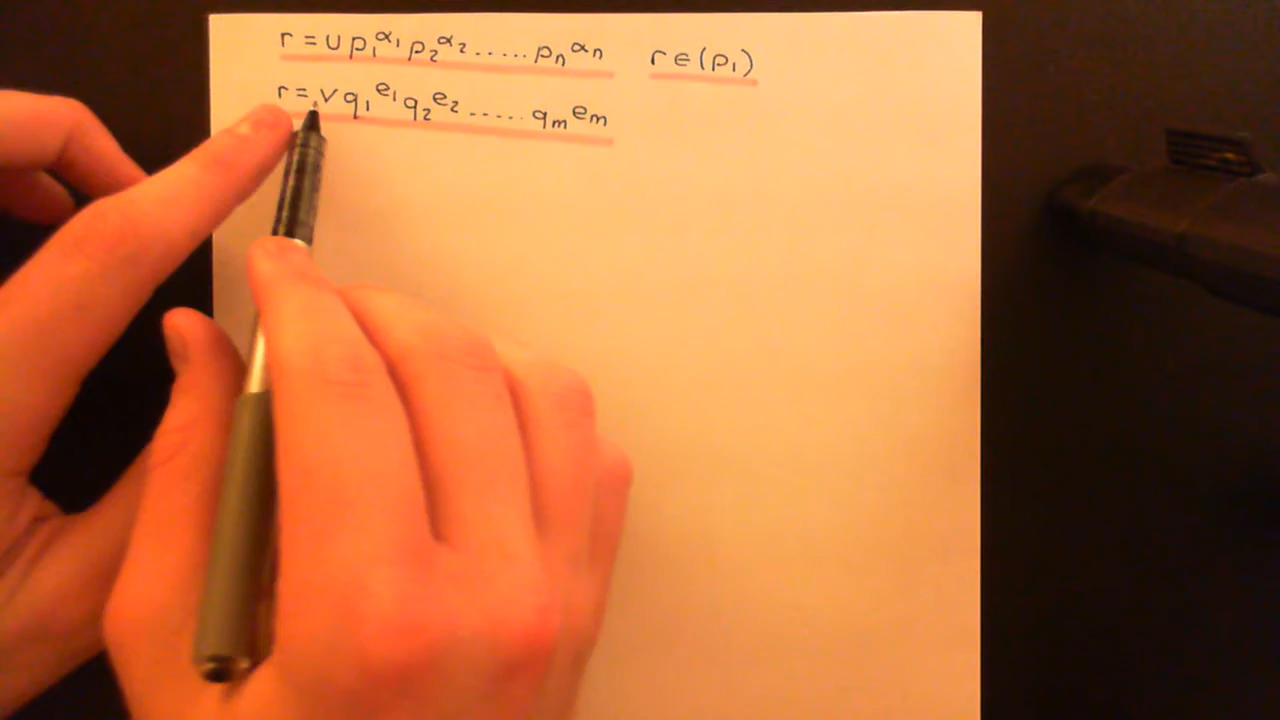 r = u p₁^α₁ p₂^α₂ ..... pₙ^αₙ r ∈ (p₁)
r = v q₁^e₁ q₂^e₂ ..... qₘ^eₘ